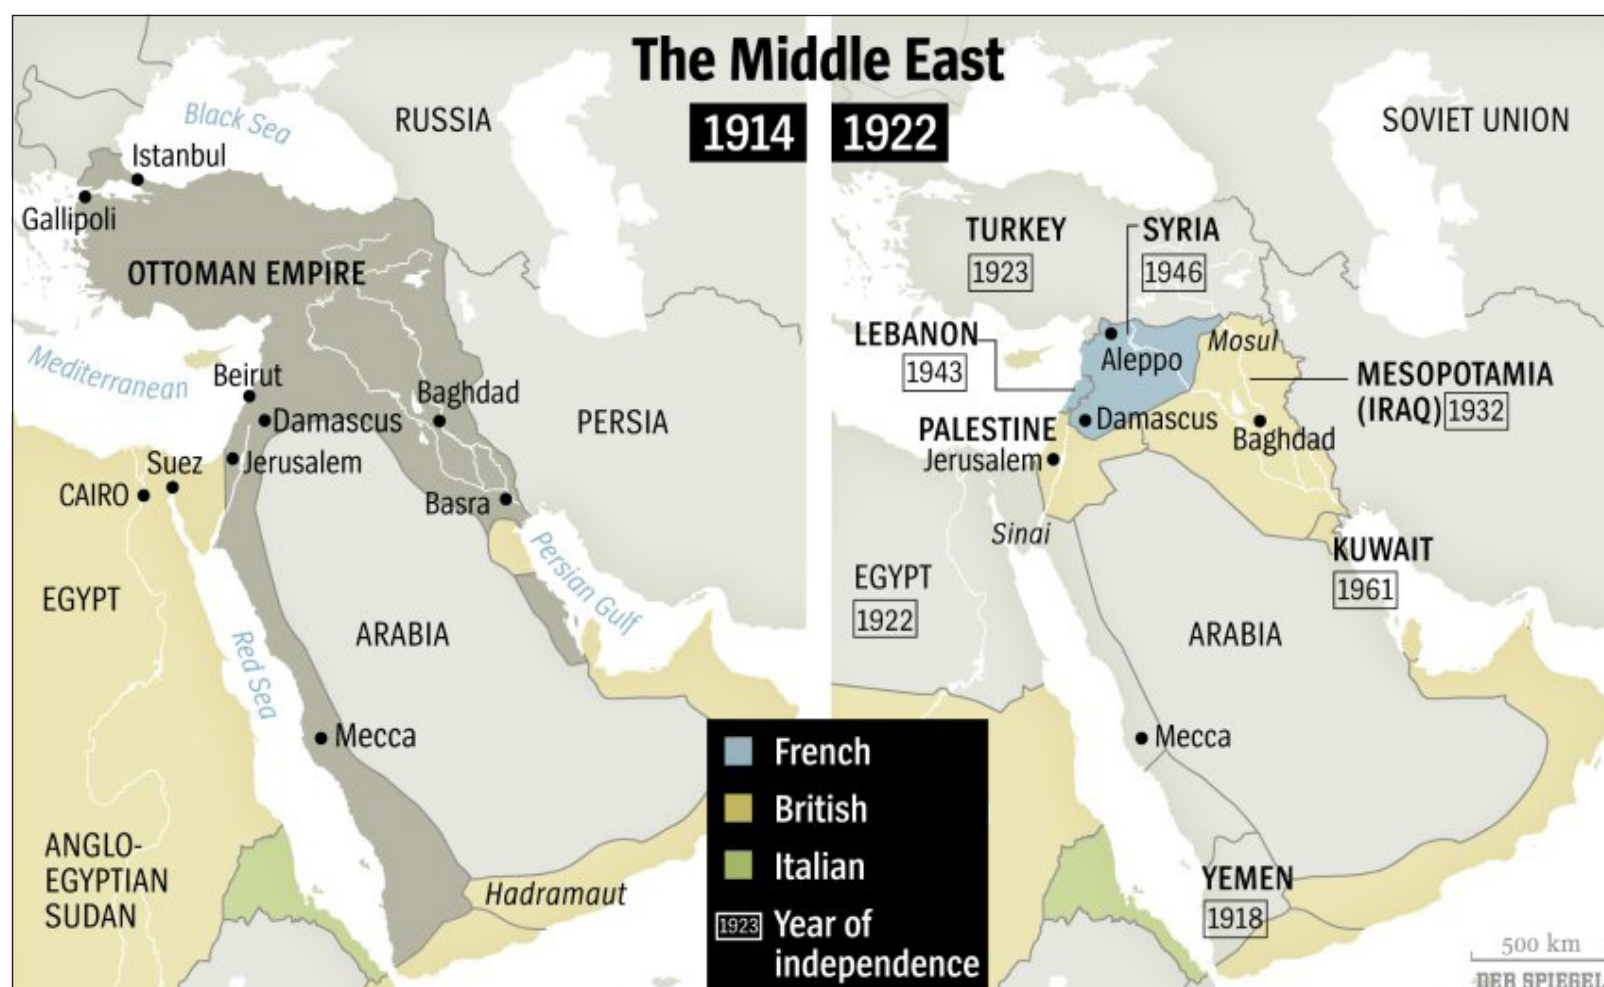 The Middle East
1914
1922
Black Sea
RUSSIA
Istanbul
Gallipoli
OTTOMAN EMPIRE
Mediterranean
Beirut
Damascus
Baghdad
PERSIA
Suez
Jerusalem
CAIRO
Basra
Persian Gulf
EGYPT
ARABIA
Red Sea
Mecca
ANGLO-
EGYPTIAN
SUDAN
Hadramaut
SOVIET UNION
TURKEY
1923
SYRIA
1946
LEBANON
1943
Aleppo
Mosul
MESOPOTAMIA
(IRAQ) 1932
PALESTINE
Damascus
Jerusalem
Baghdad
Sinai
KUWAIT
1961
EGYPT
1922
ARABIA
Mecca
YEMEN
1918
French
British
Italian
1923 Year of
independence
500 km
DER SPIEGEL